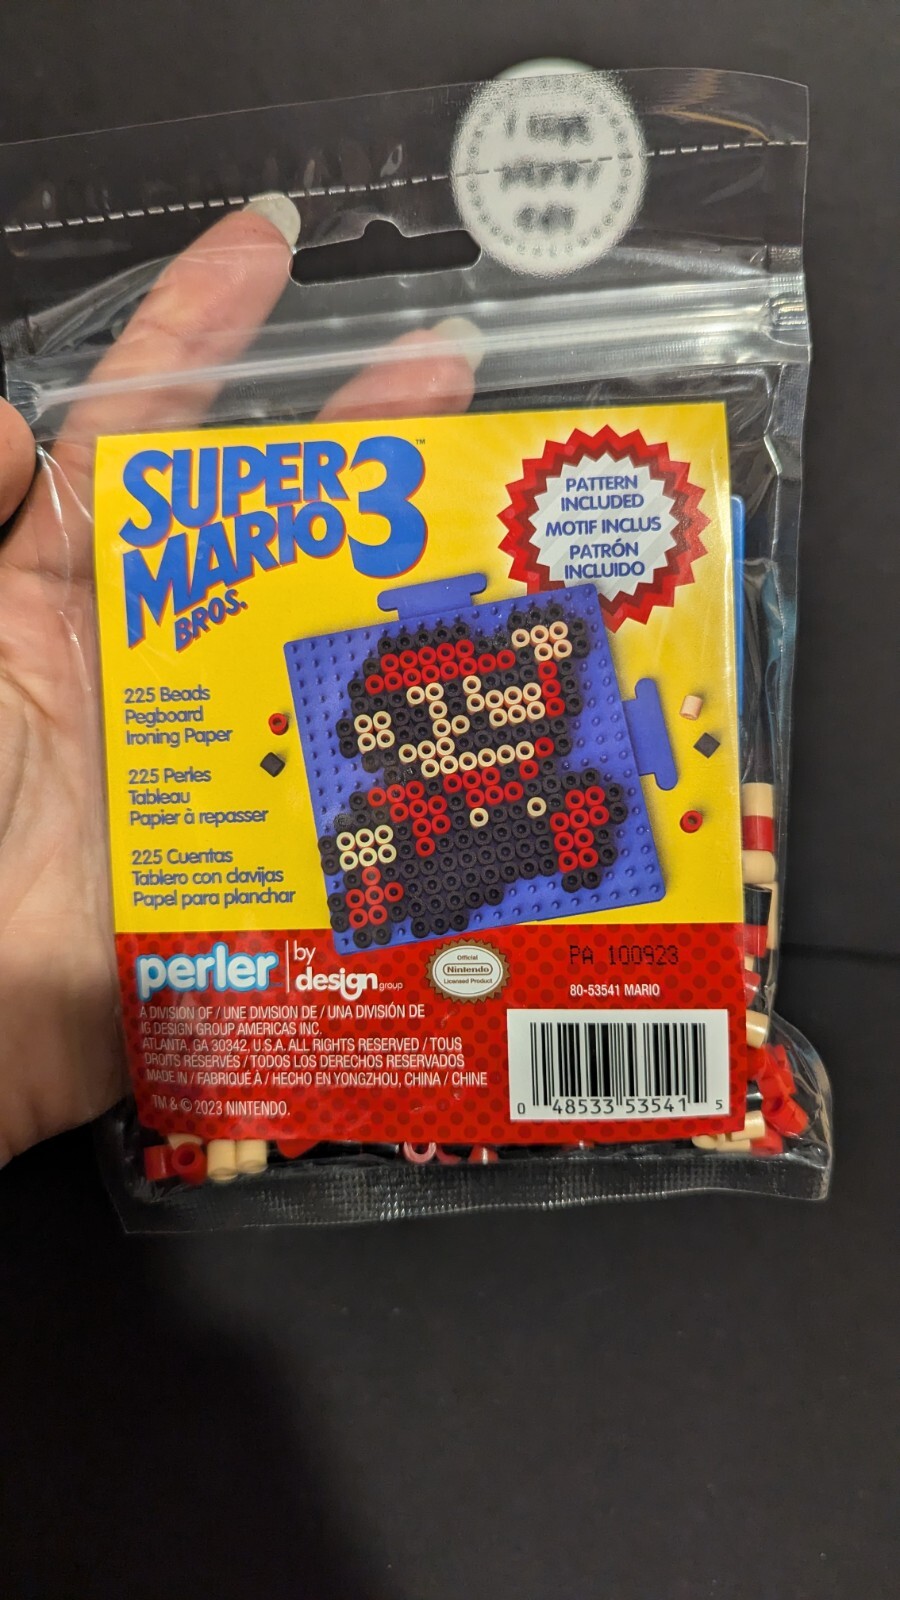 SUPER
MARIO
BROS.
3™
PATTERN
INCLUDED
MOTIF INCLUS
PATRÓN
INCLUIDO
225 Beads
Pegboard
Ironing Paper
225 Perles
Tableau
Papier à repasser
225 Cuentas
Tablero con clavijas
Papel para planchar
perler
by
design group
Official
Nintendo
Licensed Product
PA 100923
80-53541 MARIO
A DIVISION OF / UNE DIVISION DE / UNA DIVISIÓN DE
IG DESIGN GROUP AMERICAS INC.
ATLANTA, GA 30342, U.S.A. ALL RIGHTS RESERVED / TOUS
DROITS RÉSERVÉS / TODOS LOS DERECHOS RESERVADOS
MADE IN / FABRIQUÉ À / HECHO EN YONGZHOU, CHINA / CHINE
TM & © 2023 NINTENDO.
0 48533 53541 5